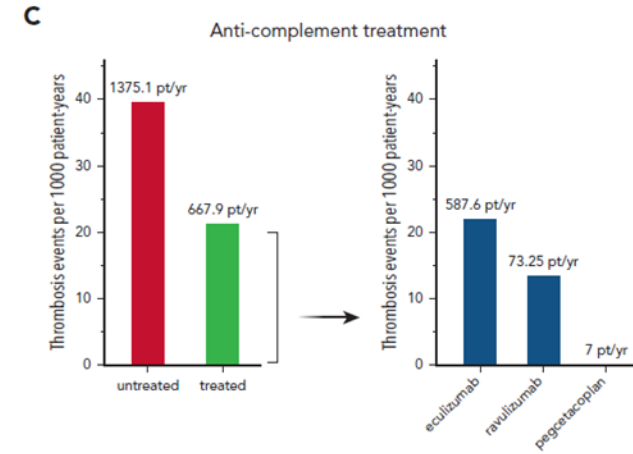 C
Anti-complement treatment
Thrombosis events per 1000 patient-years
40
30
20
10
0
1375.1 pt/yr
667.9 pt/yr
untreated
treated
Thrombosis events per 1000 patient-years
40
30
20
10
0
587.6 pt/yr
73.25 pt/yr
7 pt/yr
eculizumab
ravulizumab
pegcetacoplan